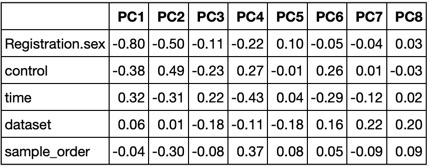 PC1 PC2 PC3 PC4 PC5 PC6 PC7 PC8
Registration.sex -0.80 -0.50 -0.11 -0.22 0.10 -0.05 -0.04 0.03
control -0.38 0.49 -0.23 0.27 -0.01 0.26 0.01 -0.03
time 0.32 -0.31 0.22 -0.43 0.04 -0.29 -0.12 0.02
dataset 0.06 0.01 -0.18 -0.11 -0.18 0.16 0.22 0.20
sample_order -0.04 -0.30 -0.08 0.37 0.08 0.05 -0.09 0.09